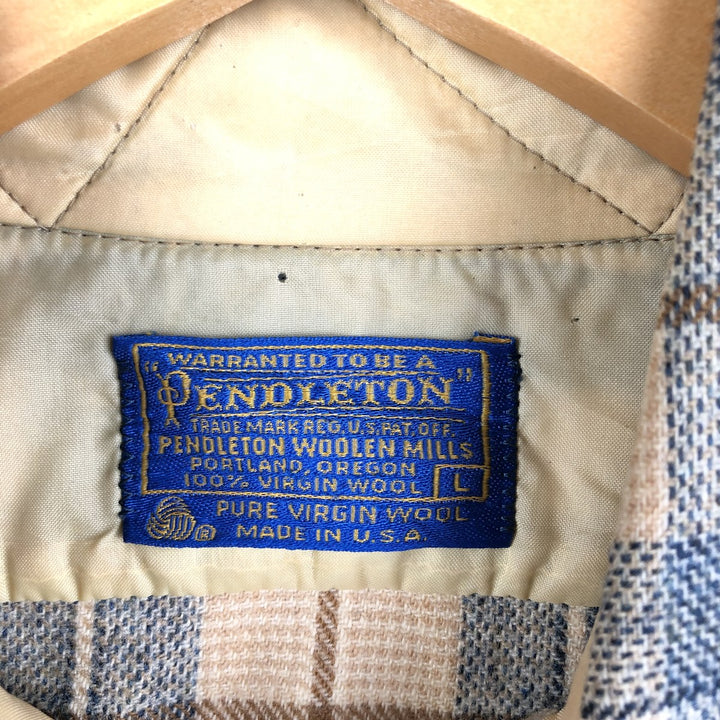 WARRANTED TO BE A
"PENDLETON"
TRADE MARK REG. U.S. PAT. OFF.
PENDLETON WOOLEN MILLS
PORTLAND, OREGON
100% VIRGIN WOOL L
PURE VIRGIN WOOL
® MADE IN U.S.A.